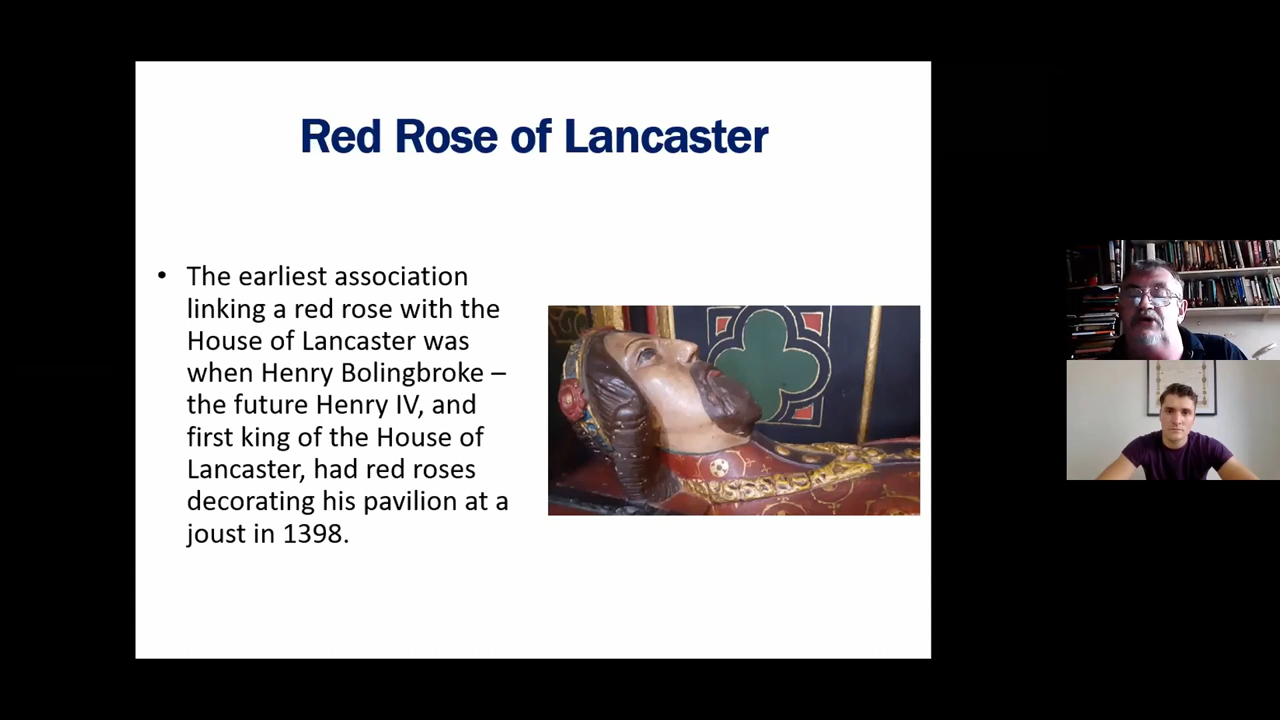 Red Rose of Lancaster
• The earliest association
linking a red rose with the
House of Lancaster was
when Henry Bolingbroke –
the future Henry IV, and
first king of the House of
Lancaster, had red roses
decorating his pavilion at a
joust in 1398.